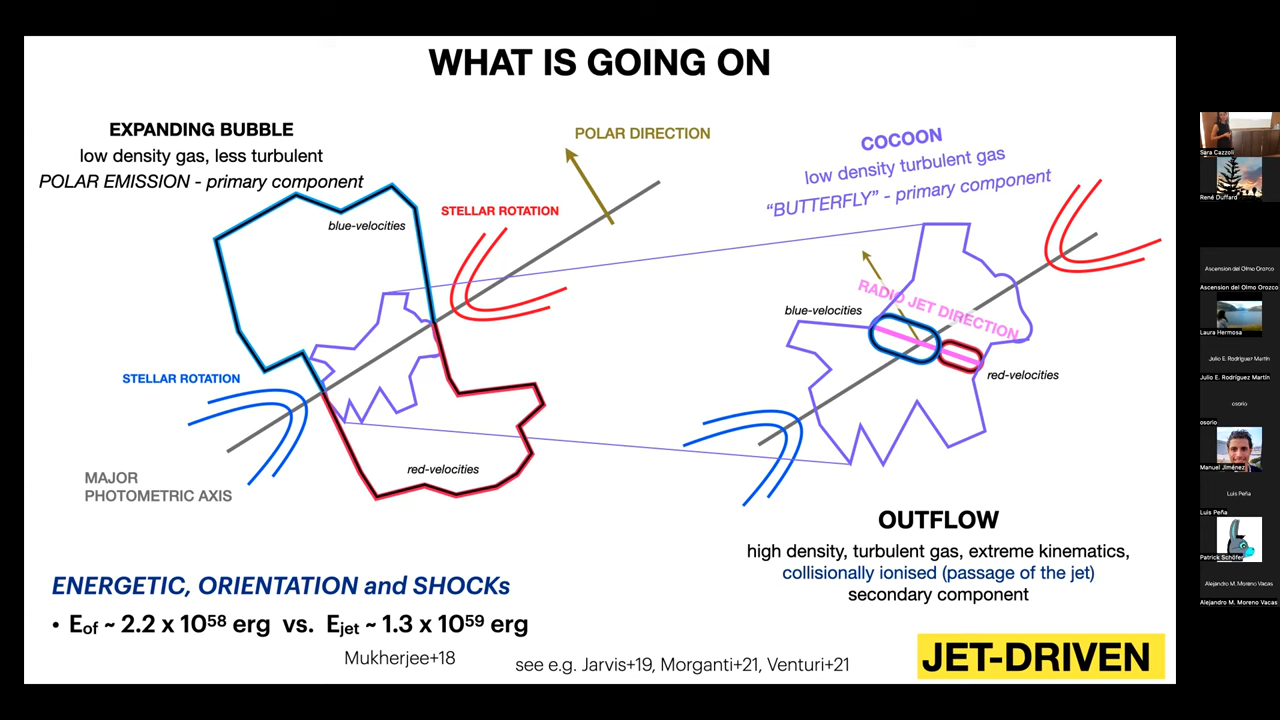 WHAT IS GOING ON
EXPANDING BUBBLE
low density gas, less turbulent
POLAR EMISSION - primary component
blue-velocities
POLAR DIRECTION
STELLAR ROTATION
COCOON
low density turbulent gas
“BUTTERFLY” - primary component
RADIO JET DIRECTION
blue-velocities
red-velocities
STELLAR ROTATION
red-velocities
MAJOR
PHOTOMETRIC AXIS
OUTFLOW
high density, turbulent gas, extreme kinematics,
collisionally ionised (passage of the jet)
secondary component
ENERGETIC, ORIENTATION and SHOCKs
• Eof ~ 2.2 x 10⁵⁸ erg vs. Ejet ~ 1.3 x 10⁵⁹ erg
Mukherjee+18
see e.g. Jarvis+19, Morganti+21, Venturi+21
JET-DRIVEN
Sara Cazzoli
René Duffard
Ascension del Olmo Orozco
Ascension del Olmo Orozco
Laura Hermosa
Julio E. Rodríguez Martín
Julio E. Rodríguez Martín
osorio
osorio
Manuel Jiménez
Luis Peña
Luis Peña
Patrick Schöfer
Alejandro M. Moreno Vacas
Alejandro M. Moreno Vacas